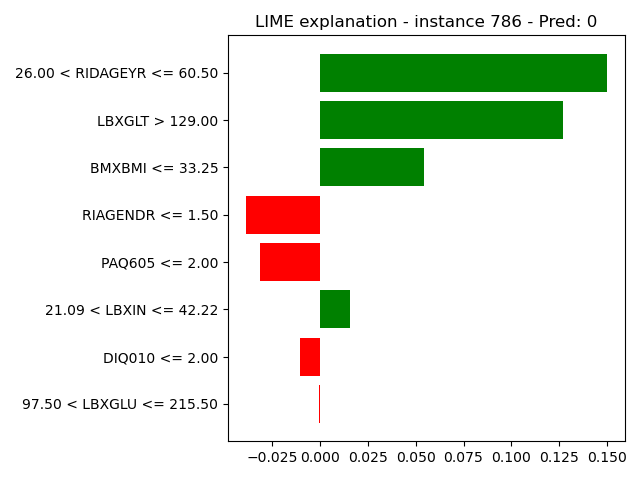 LIME explanation - instance 786 - Pred: 0
26.00 < RIDAGEYR <= 60.50
LBXGLT > 129.00
BMXBMI <= 33.25
RIAGENDR <= 1.50
PAQ605 <= 2.00
21.09 < LBXIN <= 42.22
DIQ010 <= 2.00
97.50 < LBXGLU <= 215.50
−0.025 0.000 0.025 0.050 0.075 0.100 0.125 0.150